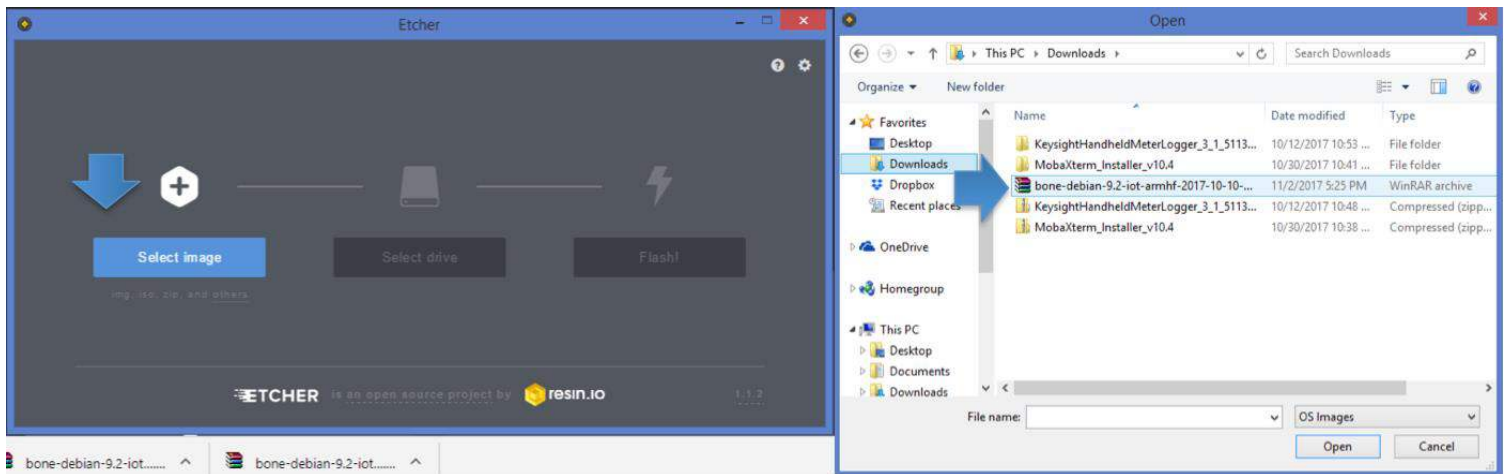 Etcher
Select image
Select drive
Flash!
img, iso, zip, and others
ETCHER is an open source project by resin.io
1.1.2
bone-debian-9.2-iot.......
bone-debian-9.2-iot.......
Open
This PC
Downloads
Search Downloads
Organize
New folder
Name
Date modified
Type
Favorites
Desktop
Downloads
Dropbox
Recent places
OneDrive
Homegroup
This PC
Desktop
Documents
Downloads
KeysightHandheldMeterLogger_3_1_5113... 10/12/2017 10:53 ... File folder
MobaXterm_Installer_v10.4 10/30/2017 10:41 ... File folder
bone-debian-9.2-iot-armhf-2017-10-10-... 11/2/2017 5:25 PM WinRAR archive
KeysightHandheldMeterLogger_3_1_5113... 10/12/2017 10:48 ... Compressed (zipp...
MobaXterm_Installer_v10.4 10/30/2017 10:38 ... Compressed (zipp...
File name:
OS Images
Open
Cancel